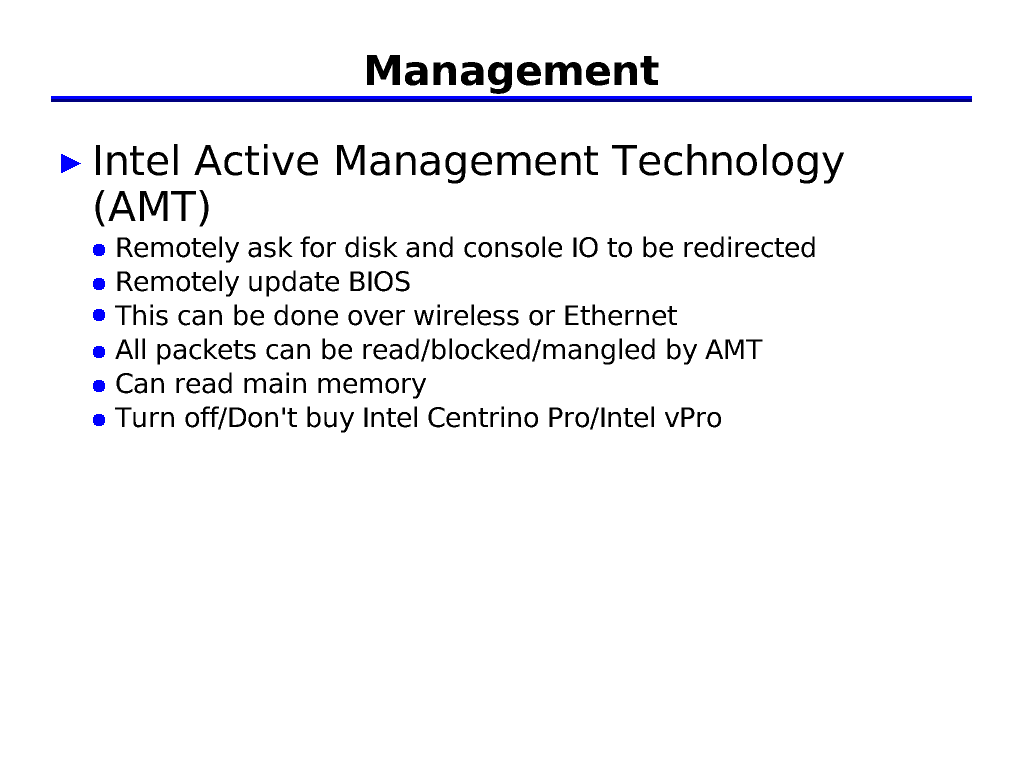 Management
Intel Active Management Technology
(AMT)
Remotely ask for disk and console IO to be redirected
Remotely update BIOS
This can be done over wireless or Ethernet
All packets can be read/blocked/mangled by AMT
Can read main memory
Turn off/Don't buy Intel Centrino Pro/Intel vPro